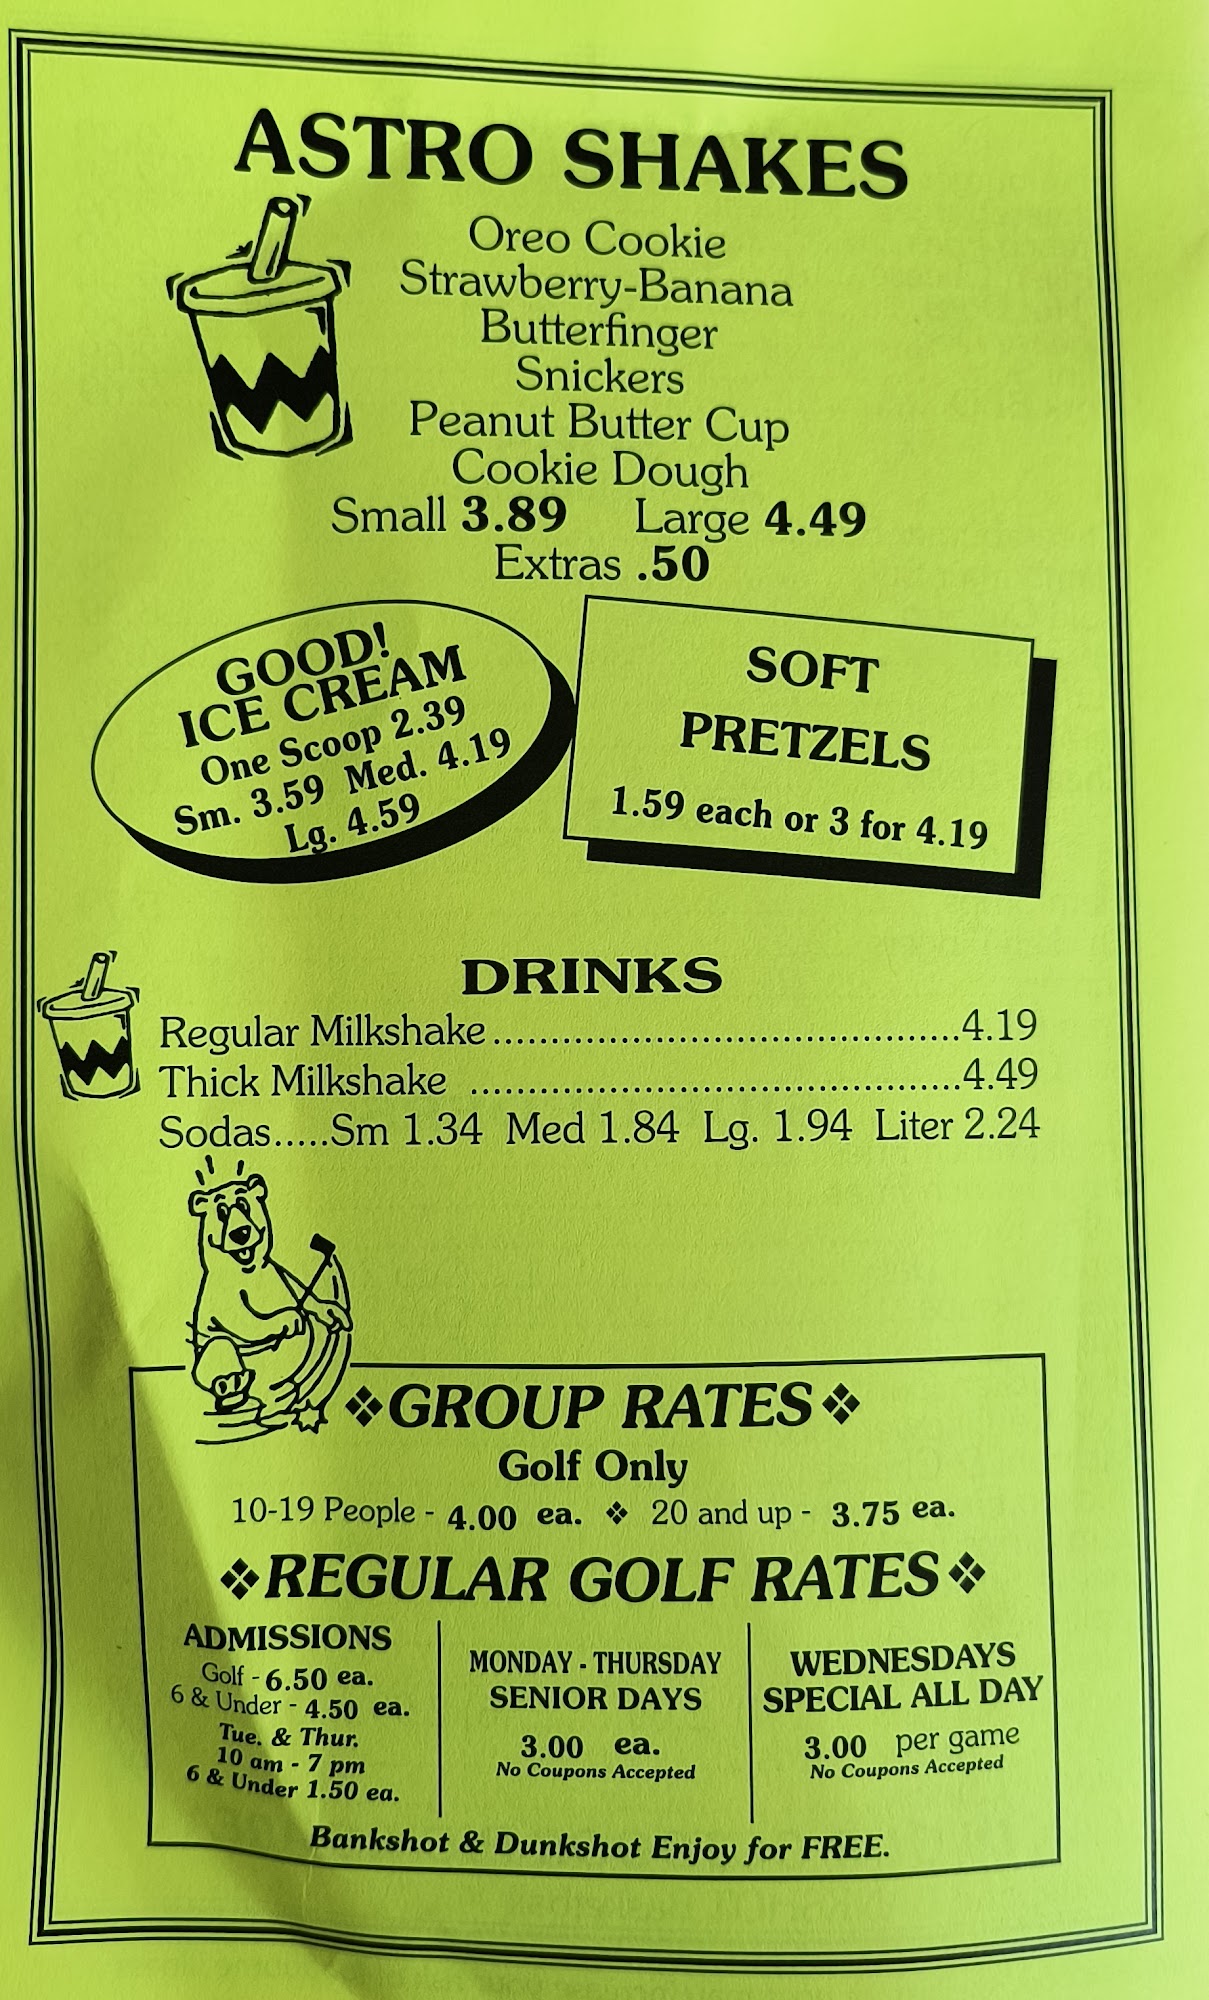 ASTRO SHAKES
Oreo Cookie
Strawberry-Banana
Butterfinger
Snickers
Peanut Butter Cup
Cookie Dough
Small 3.89 Large 4.49
Extras .50
GOOD!
ICE CREAM
One Scoop 2.39
Sm. 3.59 Med. 4.19
Lg. 4.59
SOFT
PRETZELS
1.59 each or 3 for 4.19
DRINKS
Regular Milkshake........................................4.19
Thick Milkshake ..........................................4.49
Sodas.....Sm 1.34 Med 1.84 Lg. 1.94 Liter 2.24
❖GROUP RATES❖
Golf Only
10-19 People - 4.00 ea. ❖ 20 and up - 3.75 ea.
❖REGULAR GOLF RATES❖
ADMISSIONS
Golf - 6.50 ea.
6 & Under - 4.50 ea.
Tue. & Thur.
10 am - 7 pm
6 & Under 1.50 ea.
MONDAY - THURSDAY
SENIOR DAYS
3.00 ea.
No Coupons Accepted
WEDNESDAYS
SPECIAL ALL DAY
3.00 per game
No Coupons Accepted
Bankshot & Dunkshot Enjoy for FREE.